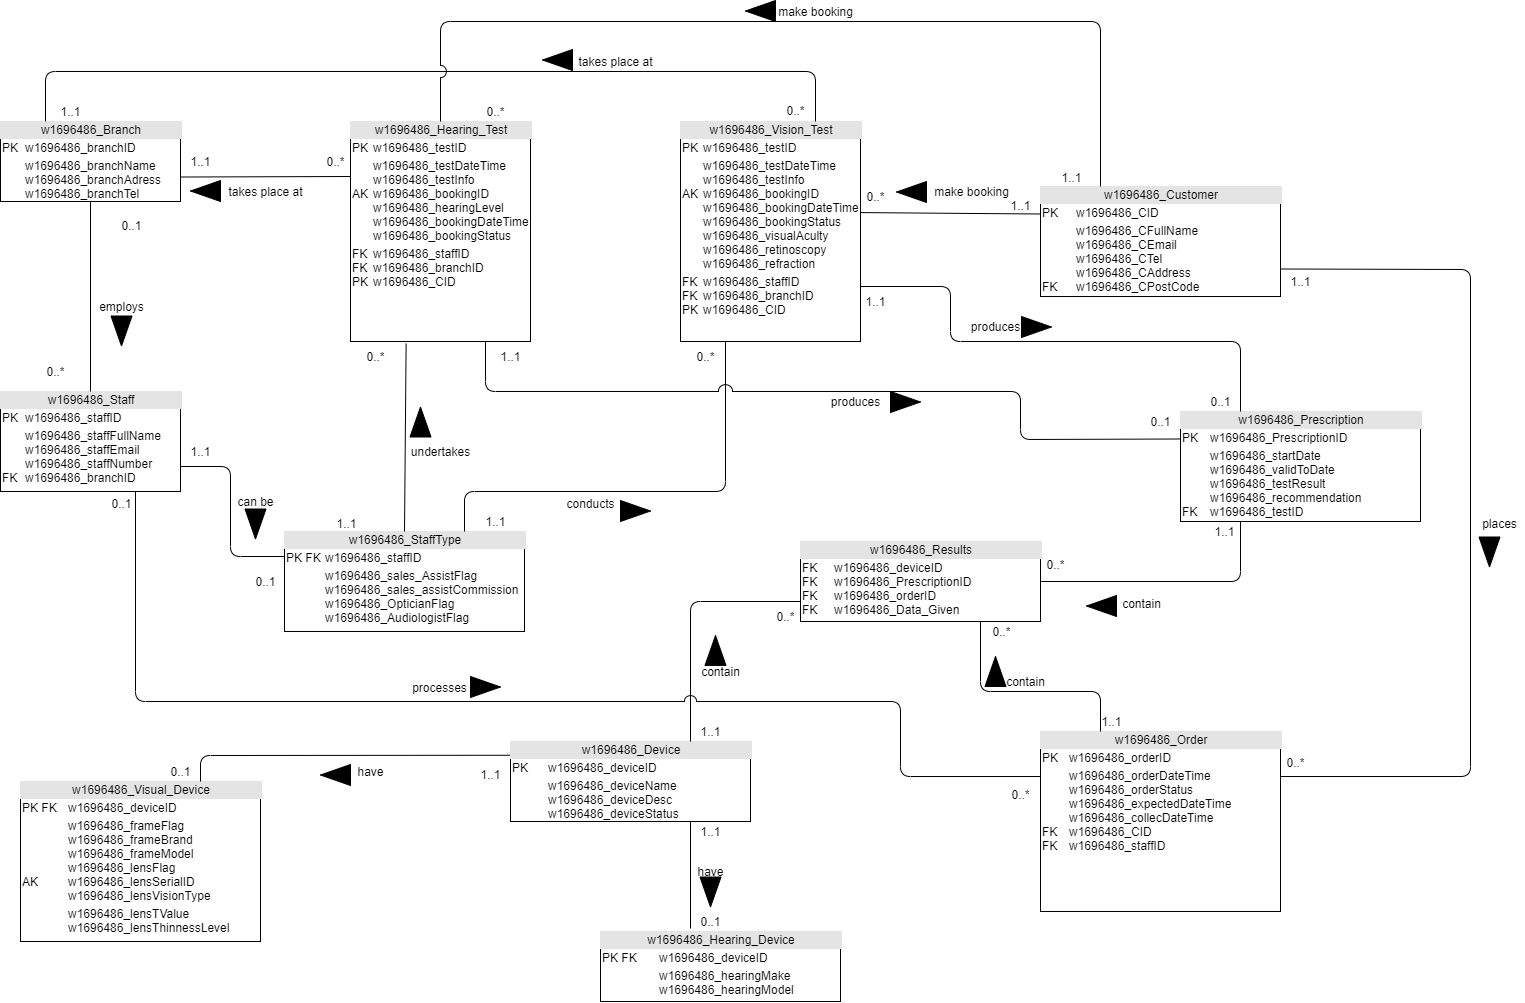 make booking
takes place at
1..1
0..*
0..*
w1696486_Branch
PK w1696486_branchID
w1696486_branchName
w1696486_branchAdress
w1696486_branchTel
1..1
0..*
takes place at
w1696486_Hearing_Test
PK w1696486_testID
w1696486_testDateTime
w1696486_testInfo
AK w1696486_bookingID
w1696486_hearingLevel
w1696486_bookingDateTime
w1696486_bookingStatus
FK w1696486_staffID
FK w1696486_branchID
PK w1696486_CID
w1696486_Vision_Test
PK w1696486_testID
w1696486_testDateTime
w1696486_testInfo
AK w1696486_bookingID
w1696486_bookingDateTime
w1696486_bookingStatus
w1696486_visualAculty
w1696486_retinoscopy
w1696486_refraction
FK w1696486_staffID
FK w1696486_branchID
PK w1696486_CID
0..*
make booking
1..1
1..1
w1696486_Customer
PK w1696486_CID
w1696486_CFullName
w1696486_CEmail
w1696486_CTel
w1696486_CAddress
FK w1696486_CPostCode
1..1
0..1
employs
0..*
1..1
produces
0..*
1..1
0..*
produces
0..1
0..1
w1696486_Staff
PK w1696486_staffID
w1696486_staffFullName
w1696486_staffEmail
w1696486_staffNumber
FK w1696486_branchID
1..1
0..1
can be
undertakes
conducts
w1696486_Prescription
PK w1696486_PrescriptionID
w1696486_startDate
w1696486_validToDate
w1696486_testResult
w1696486_recommendation
FK w1696486_testID
1..1
places
1..1
1..1
0..1
w1696486_StaffType
PK FK w1696486_staffID
w1696486_sales_AssistFlag
w1696486_sales_assistCommission
w1696486_OpticianFlag
w1696486_AudiologistFlag
w1696486_Results
FK w1696486_deviceID
FK w1696486_PrescriptionID
FK w1696486_orderID
FK w1696486_Data_Given
0..*
contain
0..*
0..*
contain
contain
processes
1..1
1..1
w1696486_Device
PK w1696486_deviceID
w1696486_deviceName
w1696486_deviceDesc
w1696486_deviceStatus
0..1
have
1..1
w1696486_Order
PK w1696486_orderID
w1696486_orderDateTime
w1696486_orderStatus
w1696486_expectedDateTime
w1696486_collecDateTime
FK w1696486_CID
FK w1696486_staffID
0..*
0..*
w1696486_Visual_Device
PK FK w1696486_deviceID
w1696486_frameFlag
w1696486_frameBrand
w1696486_frameModel
w1696486_lensFlag
AK w1696486_lensSerialID
w1696486_lensVisionType
w1696486_lensTValue
w1696486_lensThinnessLevel
1..1
have
0..1
w1696486_Hearing_Device
PK FK w1696486_deviceID
w1696486_hearingMake
w1696486_hearingModel